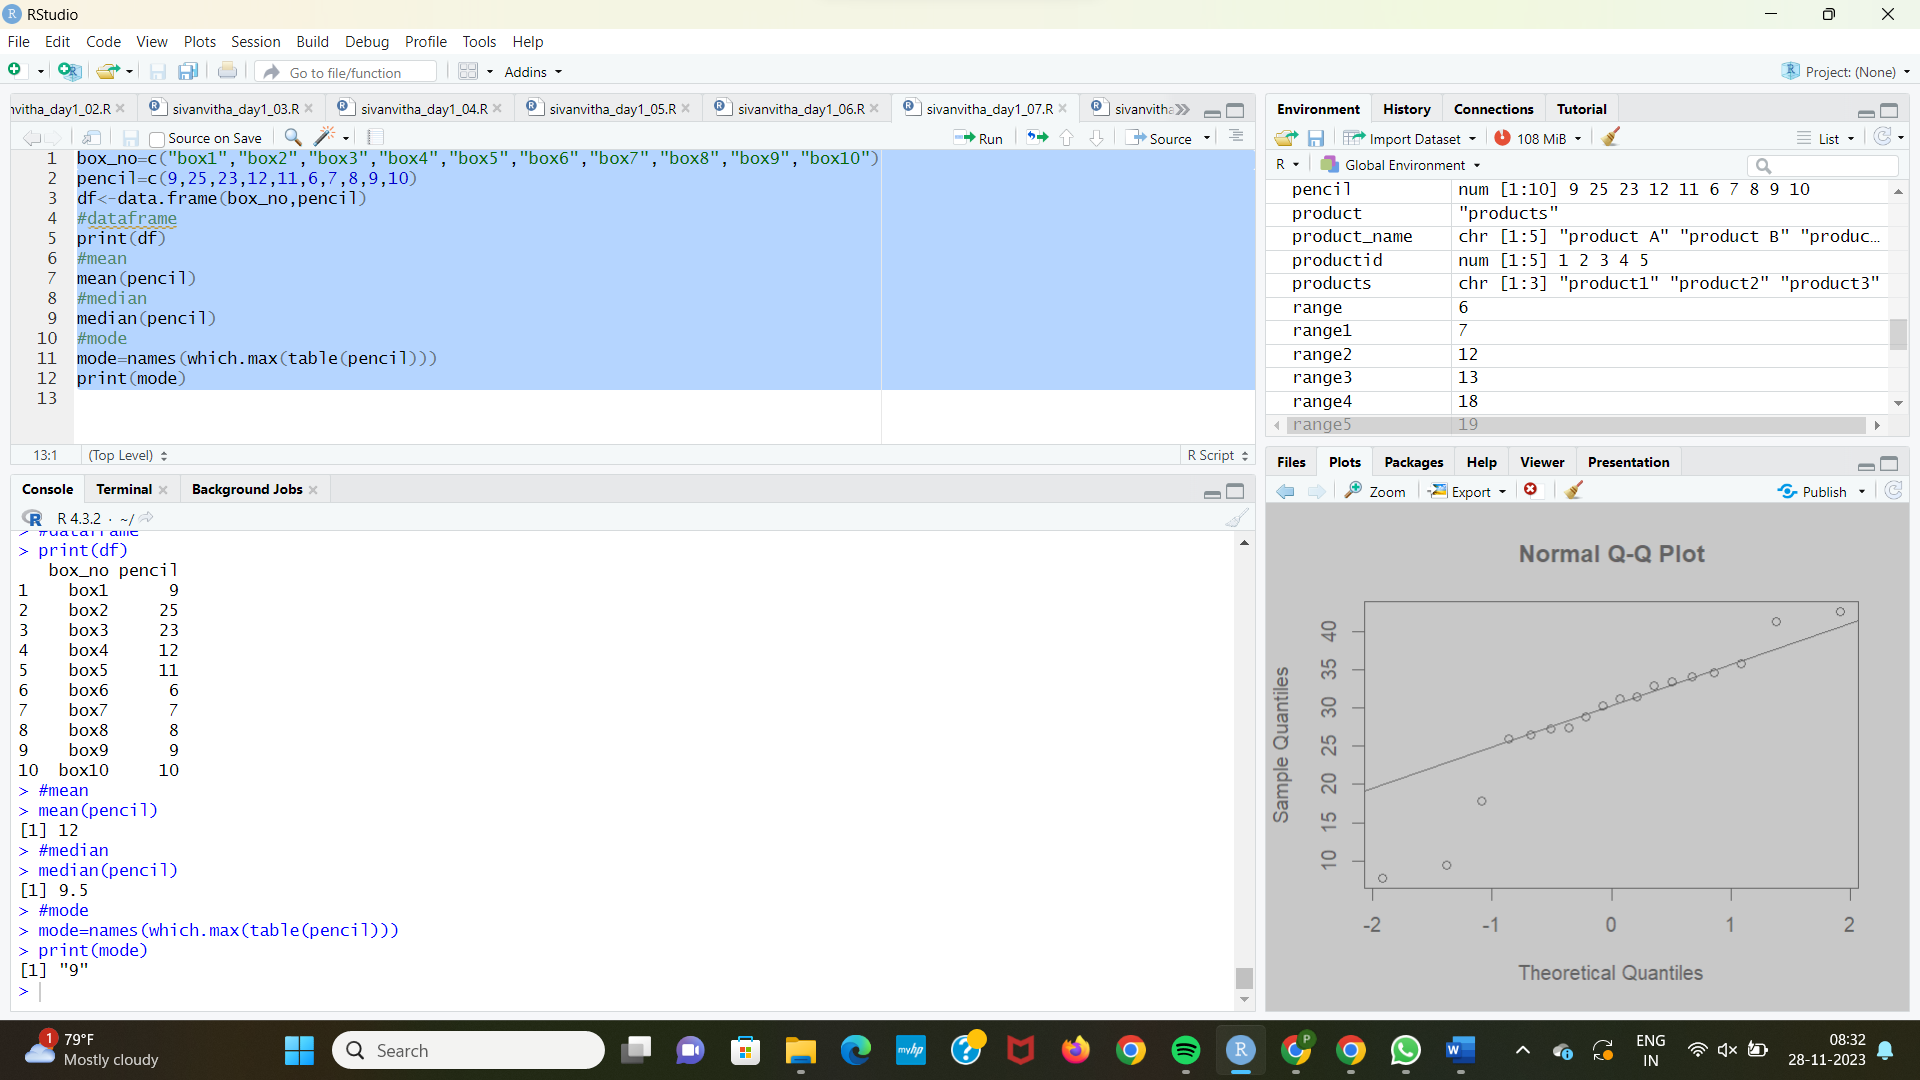 RStudio
File Edit Code View Plots Session Build Debug Profile Tools Help
Go to file/function Addins Project: (None)
nvitha_day1_02.R sivanvitha_day1_03.R sivanvitha_day1_04.R sivanvitha_day1_05.R sivanvitha_day1_06.R sivanvitha_day1_07.R sivanvitha
Source on Save Run Source
1 box_no=c("box1","box2","box3","box4","box5","box6","box7","box8","box9","box10")
2 pencil=c(9,25,23,12,11,6,7,8,9,10)
3 df<-data.frame(box_no,pencil)
4 #dataframe
5 print(df)
6 #mean
7 mean(pencil)
8 #median
9 median(pencil)
10 #mode
11 mode=names(which.max(table(pencil)))
12 print(mode)
13
13:1 (Top Level) R Script
Console Terminal Background Jobs
R 4.3.2 · ~/
> #dataframe
> print(df)
box_no pencil
1 box1 9
2 box2 25
3 box3 23
4 box4 12
5 box5 11
6 box6 6
7 box7 7
8 box8 8
9 box9 9
10 box10 10
> #mean
> mean(pencil)
[1] 12
> #median
> median(pencil)
[1] 9.5
> #mode
> mode=names(which.max(table(pencil)))
> print(mode)
[1] "9"
>
Environment History Connections Tutorial
Import Dataset 108 MiB List
R Global Environment
pencil num [1:10] 9 25 23 12 11 6 7 8 9 10
product "products"
product_name chr [1:5] "product A" "product B" "produc…
productid num [1:5] 1 2 3 4 5
products chr [1:3] "product1" "product2" "product3"
range 6
range1 7
range2 12
range3 13
range4 18
range5 19
Files Plots Packages Help Viewer Presentation
Zoom Export Publish
Normal Q-Q Plot
Sample Quantiles
40
35
30
25
20
15
10
-2 -1 0 1 2
Theoretical Quantiles
1 79°F
Mostly cloudy
Search
myhp
P
W
ENG
IN
08:32
28-11-2023